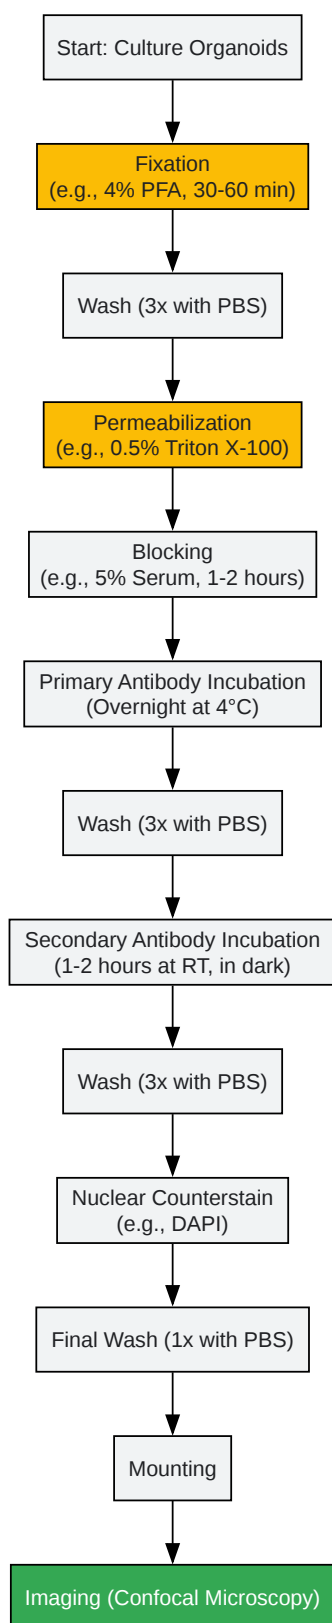 Start: Culture Organoids
Fixation
(e.g., 4% PFA, 30-60 min)
Wash (3x with PBS)
Permeabilization
(e.g., 0.5% Triton X-100)
Blocking
(e.g., 5% Serum, 1-2 hours)
Primary Antibody Incubation
(Overnight at 4°C)
Wash (3x with PBS)
Secondary Antibody Incubation
(1-2 hours at RT, in dark)
Wash (3x with PBS)
Nuclear Counterstain
(e.g., DAPI)
Final Wash (1x with PBS)
Mounting
Imaging (Confocal Microscopy)